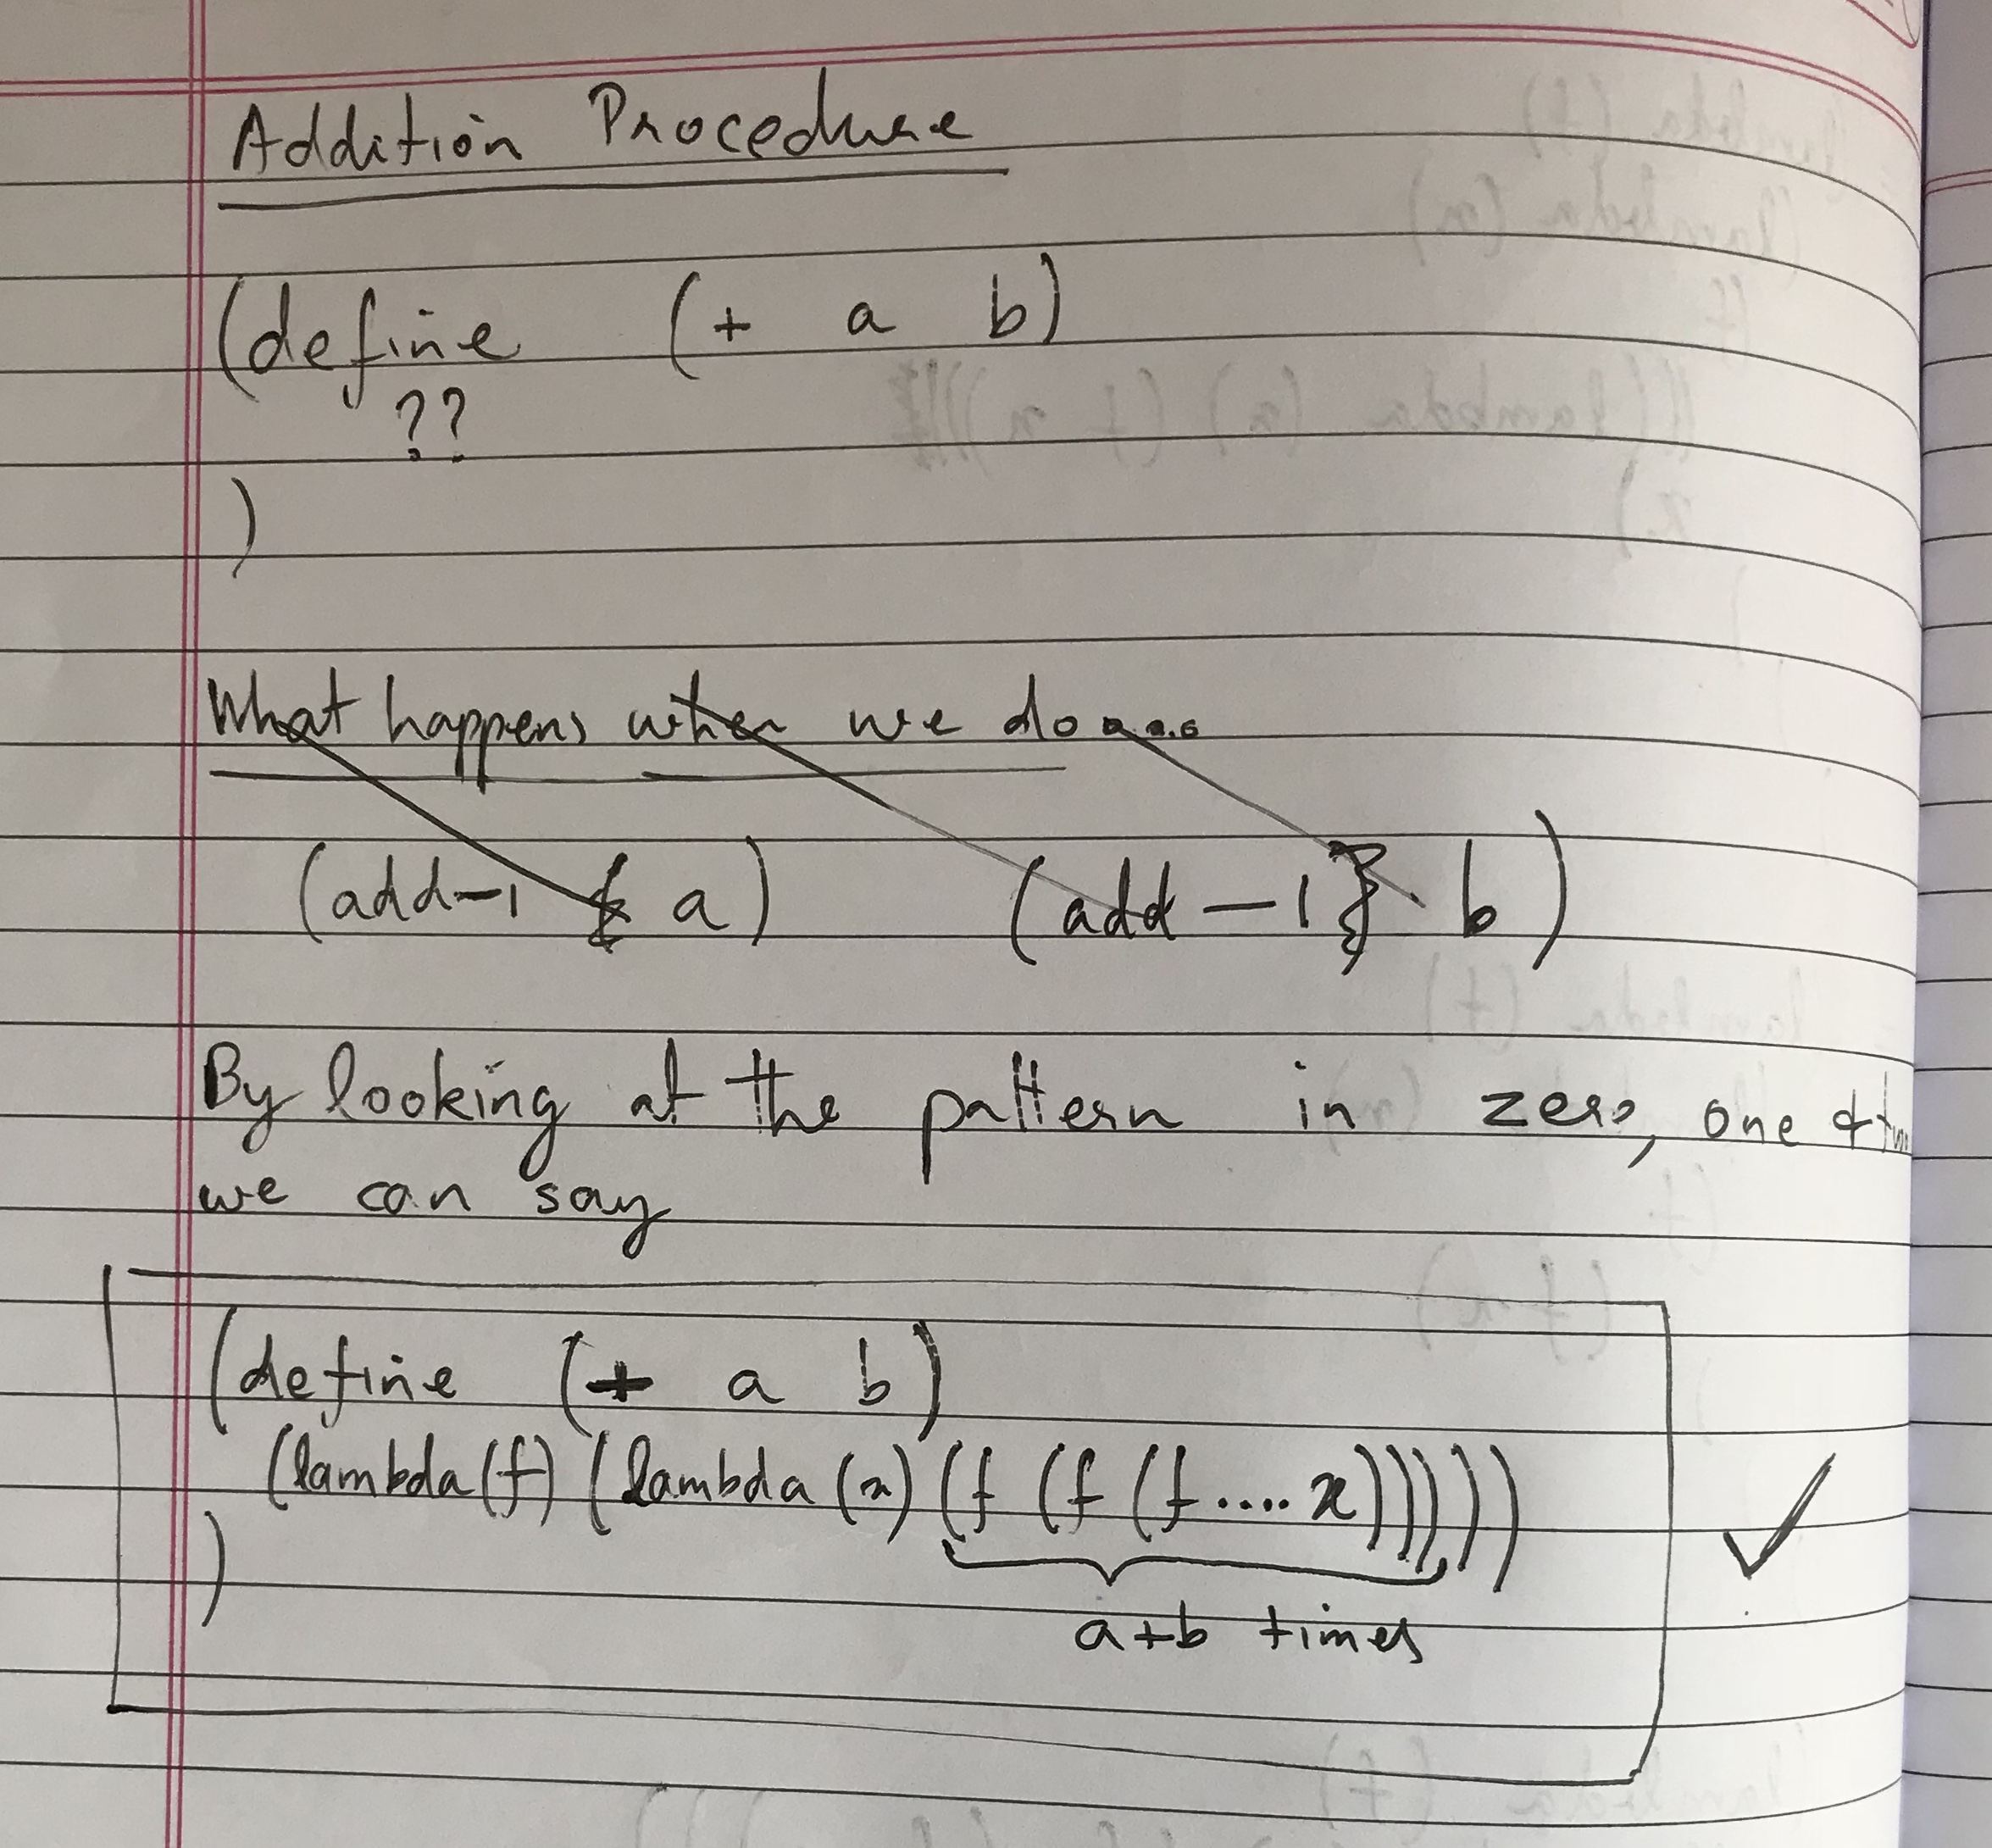 Addition Procedure
(define (+ a b)
??
)
What happens when we do ....
(add-1 a) (add-1 b)
By looking at the pattern in zero, one &
we can say
(define (+ a b)
(lambda (f) (lambda (x) (f (f (f .... x)))))
)
a+b times